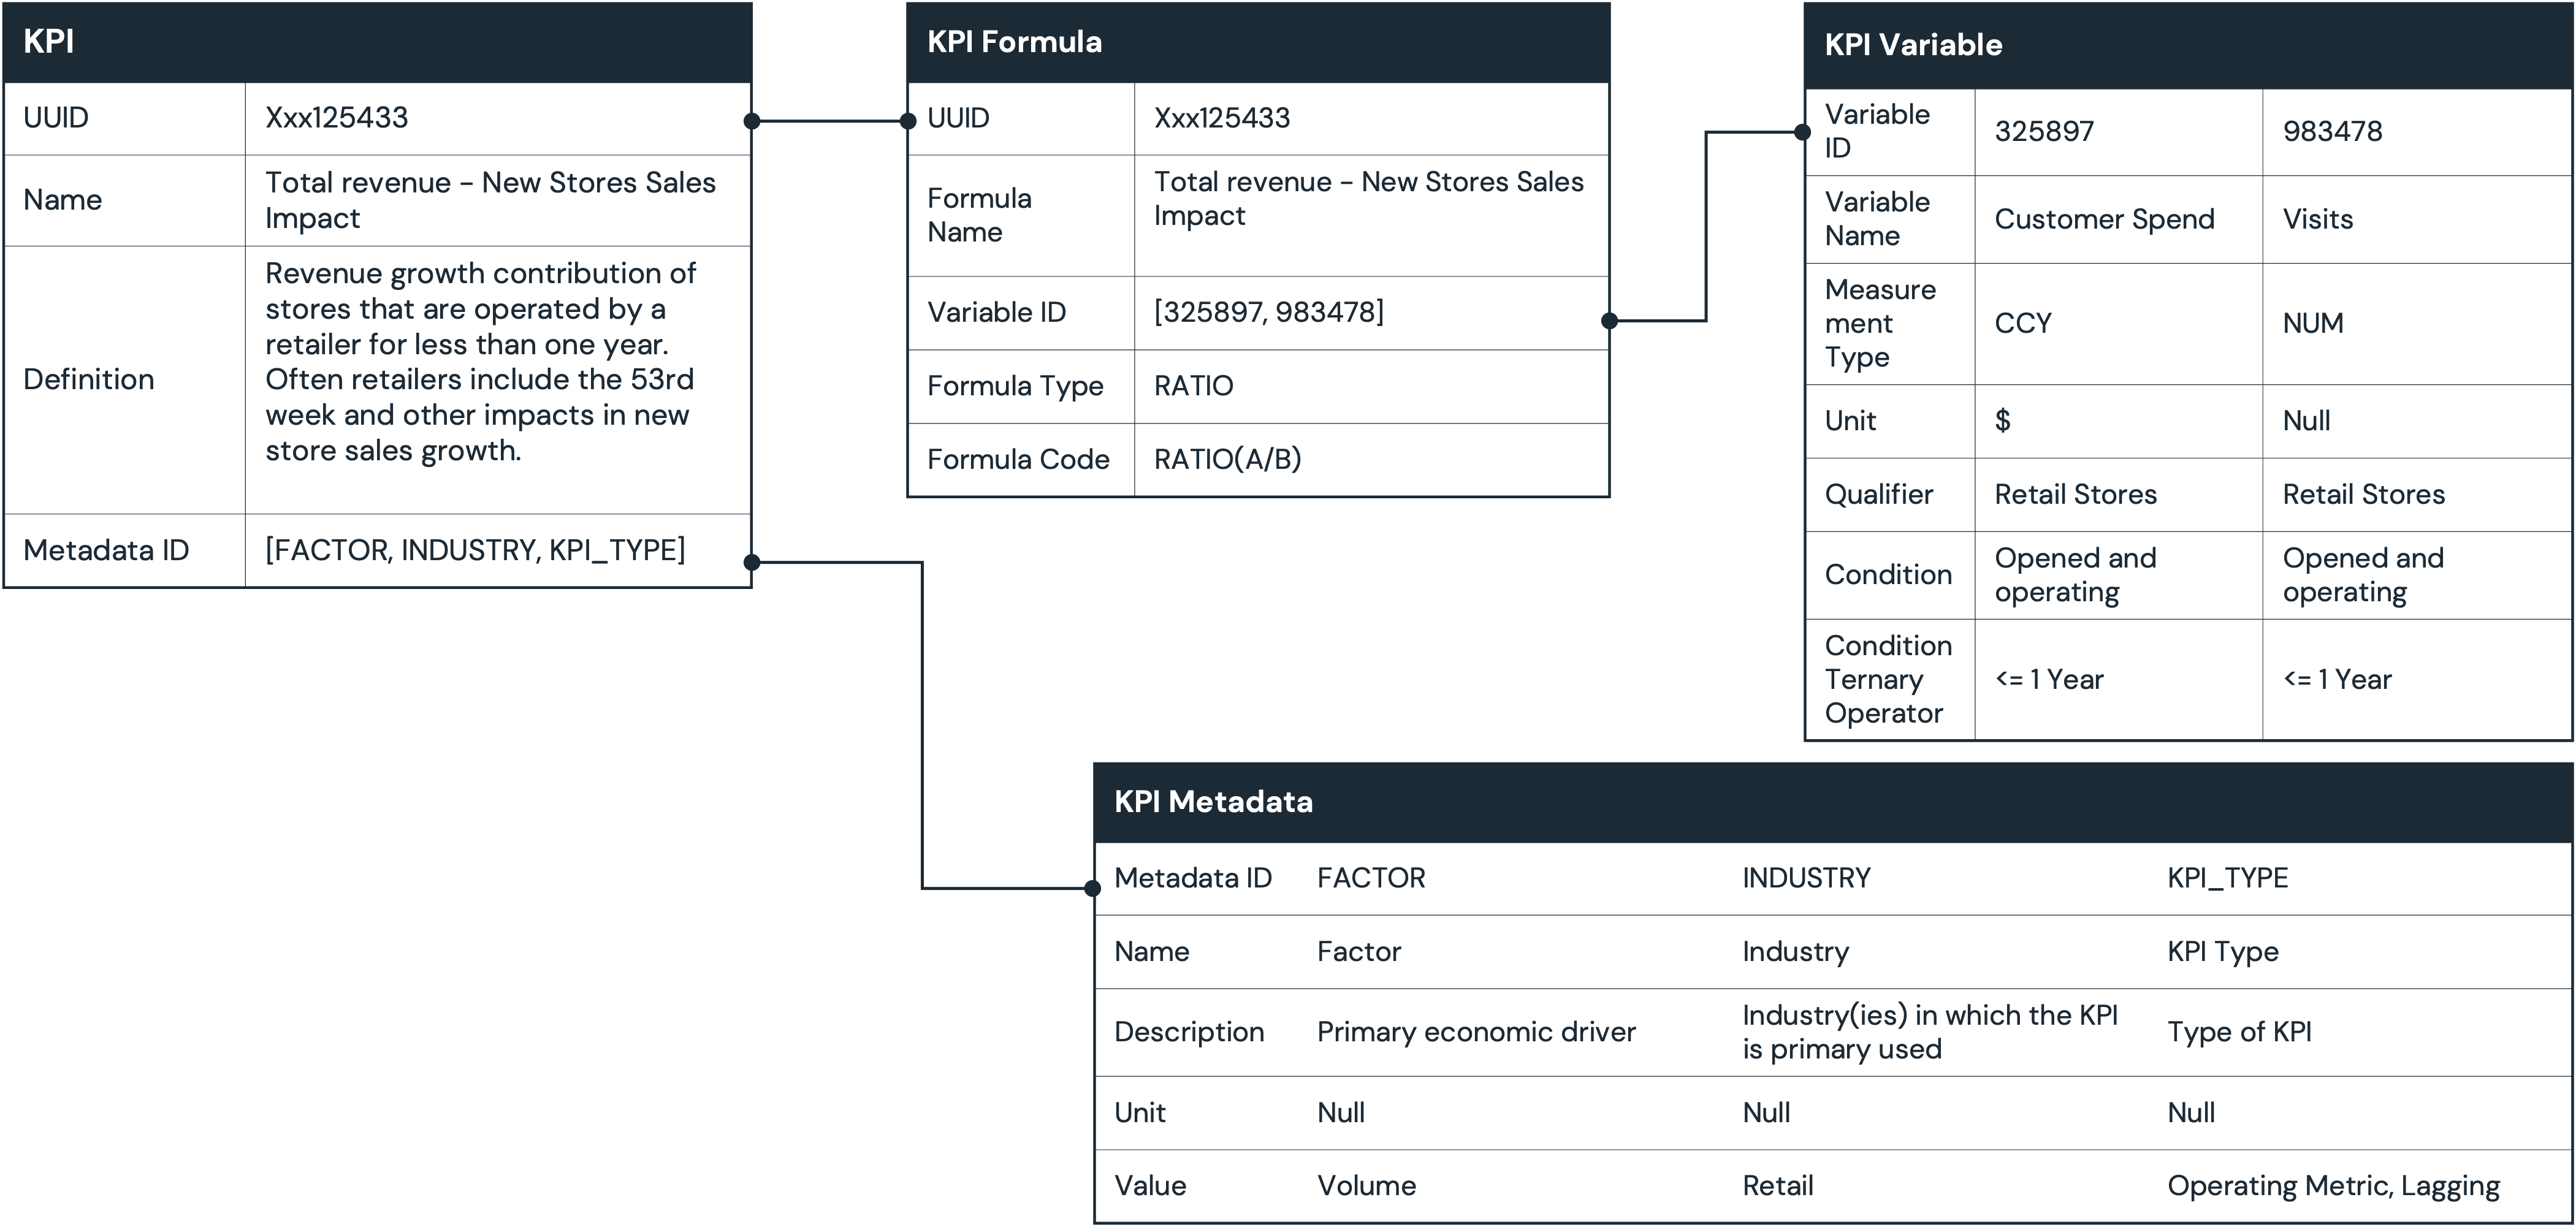 KPI
UUID
Xxx125433
Name
Total revenue – New Stores Sales
Impact
Definition
Revenue growth contribution of
stores that are operated by a
retailer for less than one year.
Often retailers include the 53rd
week and other impacts in new
store sales growth.
Metadata ID
[FACTOR, INDUSTRY, KPI_TYPE]
KPI Formula
UUID
Xxx125433
Formula
Name
Total revenue – New Stores Sales
Impact
Variable ID
[325897, 983478]
Formula Type
RATIO
Formula Code
RATIO(A/B)
KPI Variable
Variable
ID
325897
983478
Variable
Name
Customer Spend
Visits
Measure
ment
Type
CCY
NUM
Unit
$
Null
Qualifier
Retail Stores
Retail Stores
Condition
Opened and
operating
Opened and
operating
Condition
Ternary
Operator
<= 1 Year
<= 1 Year
KPI Metadata
Metadata ID
FACTOR
INDUSTRY
KPI_TYPE
Name
Factor
Industry
KPI Type
Description
Primary economic driver
Industry(ies) in which the KPI
is primary used
Type of KPI
Unit
Null
Null
Null
Value
Volume
Retail
Operating Metric, Lagging